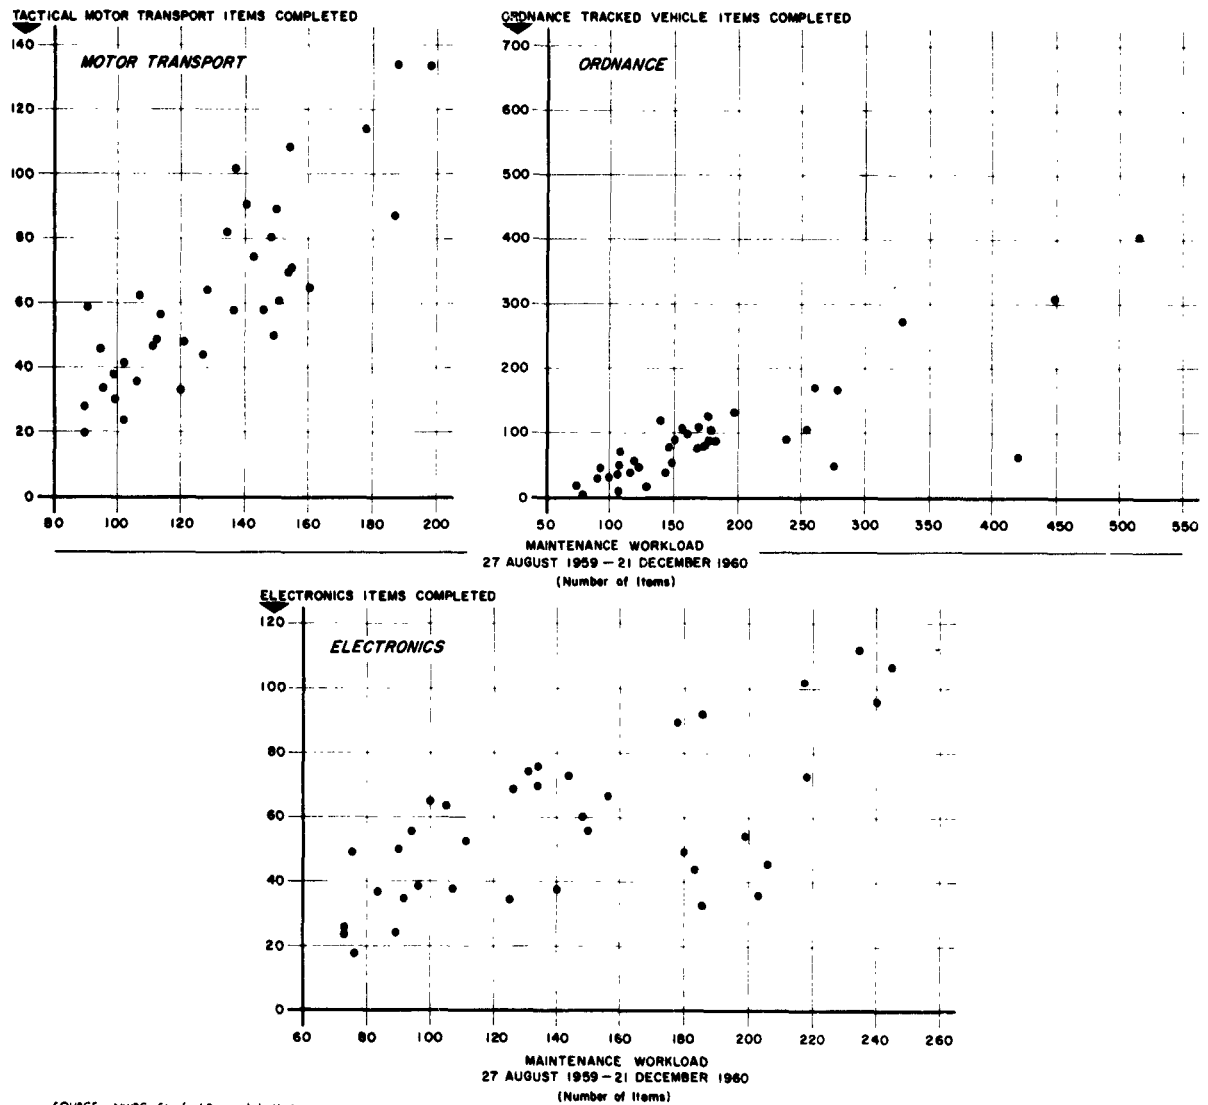 TACTICAL MOTOR TRANSPORT ITEMS COMPLETED
MOTOR TRANSPORT
140
120
100
80
60
40
20
0
80 100 120 140 160 180 200
ORDNANCE TRACKED VEHICLE ITEMS COMPLETED
ORDNANCE
700
600
500
400
300
200
100
0
50 100 150 200 250 300 350 400 450 500 550
MAINTENANCE WORKLOAD
27 AUGUST 1959 – 21 DECEMBER 1960
(Number of Items)
ELECTRONICS ITEMS COMPLETED
ELECTRONICS
120
100
80
60
40
20
0
60 80 100 120 140 160 180 200 220 240 260
MAINTENANCE WORKLOAD
27 AUGUST 1959 – 21 DECEMBER 1960
(Number of Items)
SOURCE